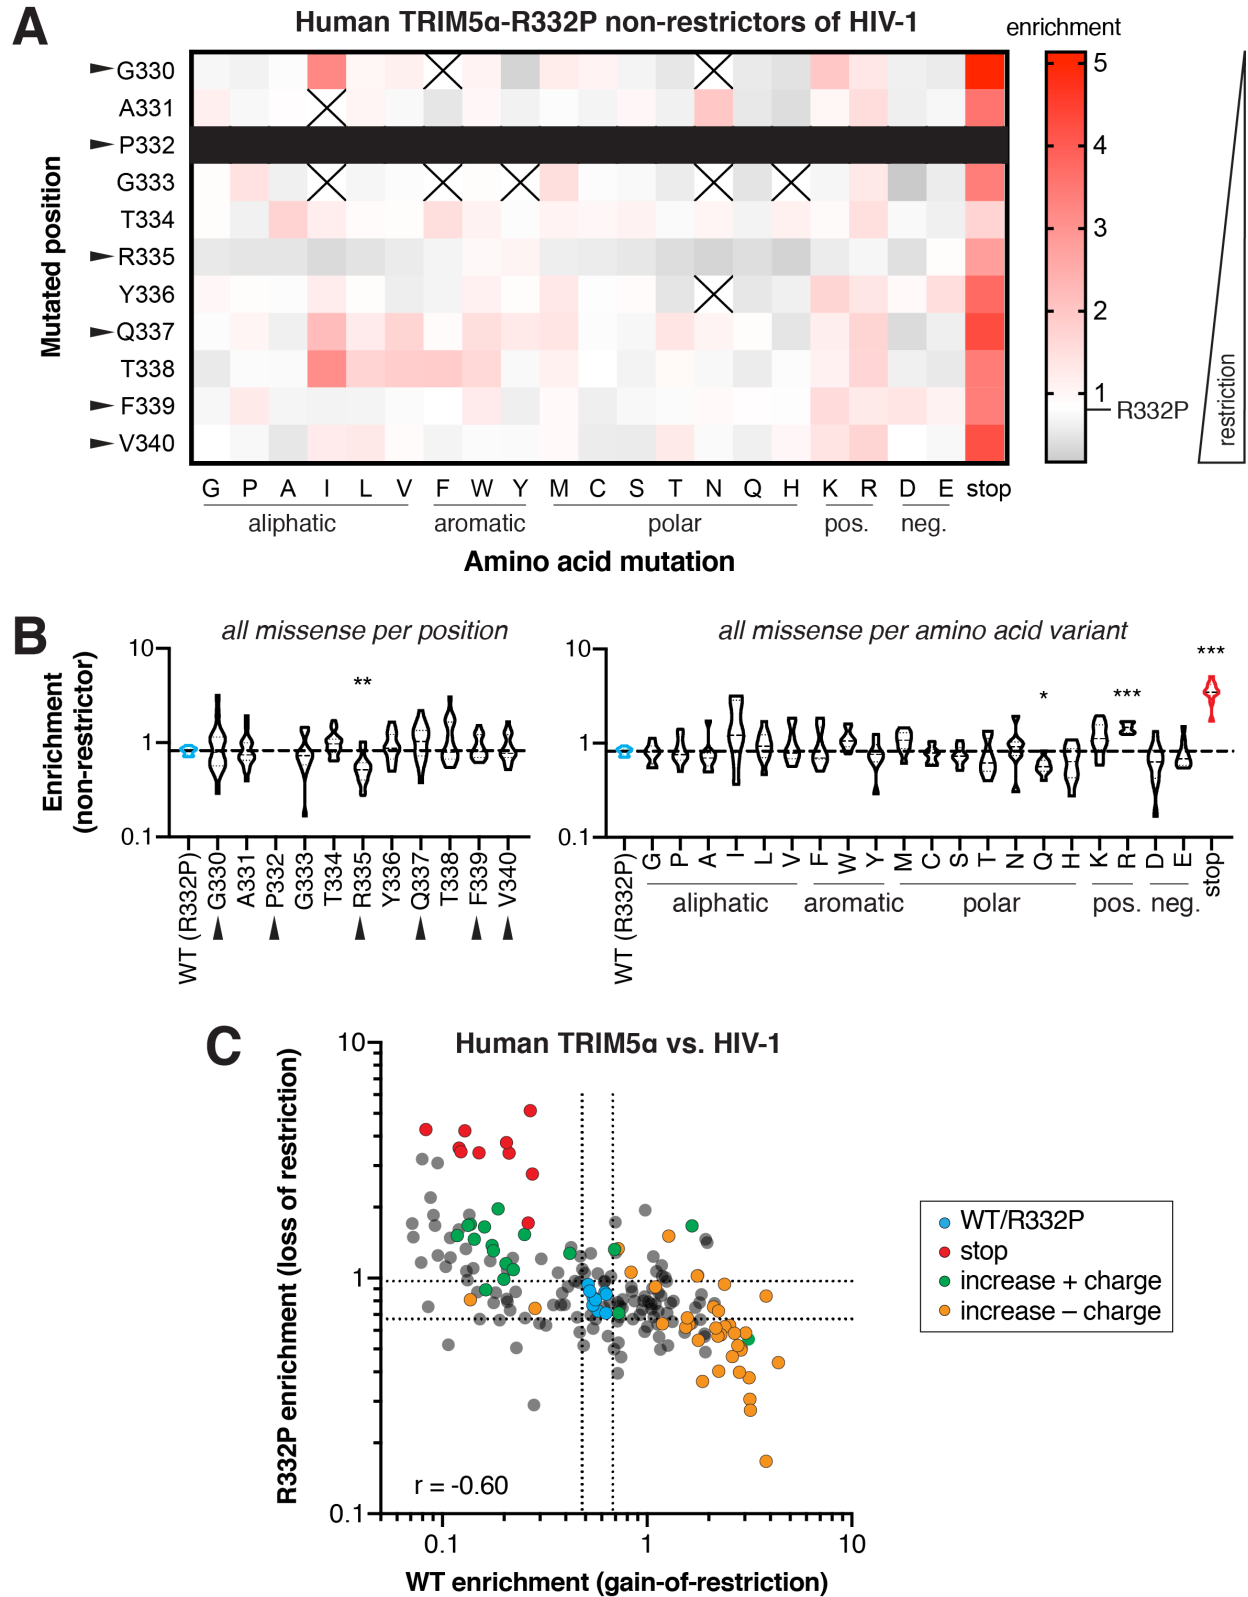 A
Human TRIM5α-R332P non-restrictors of HIV-1
enrichment
Mutated position
G330
A331
P332
G333
T334
R335
Y336
Q337
T338
F339
V340
5
4
3
2
1
R332P
restriction
G P A I L V F W Y M C S T N Q H K R D E stop
aliphatic aromatic polar pos. neg.
Amino acid mutation
B
all missense per position
all missense per amino acid variant
Enrichment
(non-restrictor)
10
1
0.1
**
WT (R332P) G330 A331 P332 G333 T334 R335 Y336 Q337 T338 F339 V340
10
1
0.1
* *** ***
WT (R332P) G P A I L V F W Y M C S T N Q H K R D E stop
aliphatic aromatic polar pos. neg.
C
Human TRIM5α vs. HIV-1
R332P enrichment (loss of restriction)
10
1
0.1
r = -0.60
0.1 1 10
WT enrichment (gain-of-restriction)
WT/R332P
stop
increase + charge
increase – charge